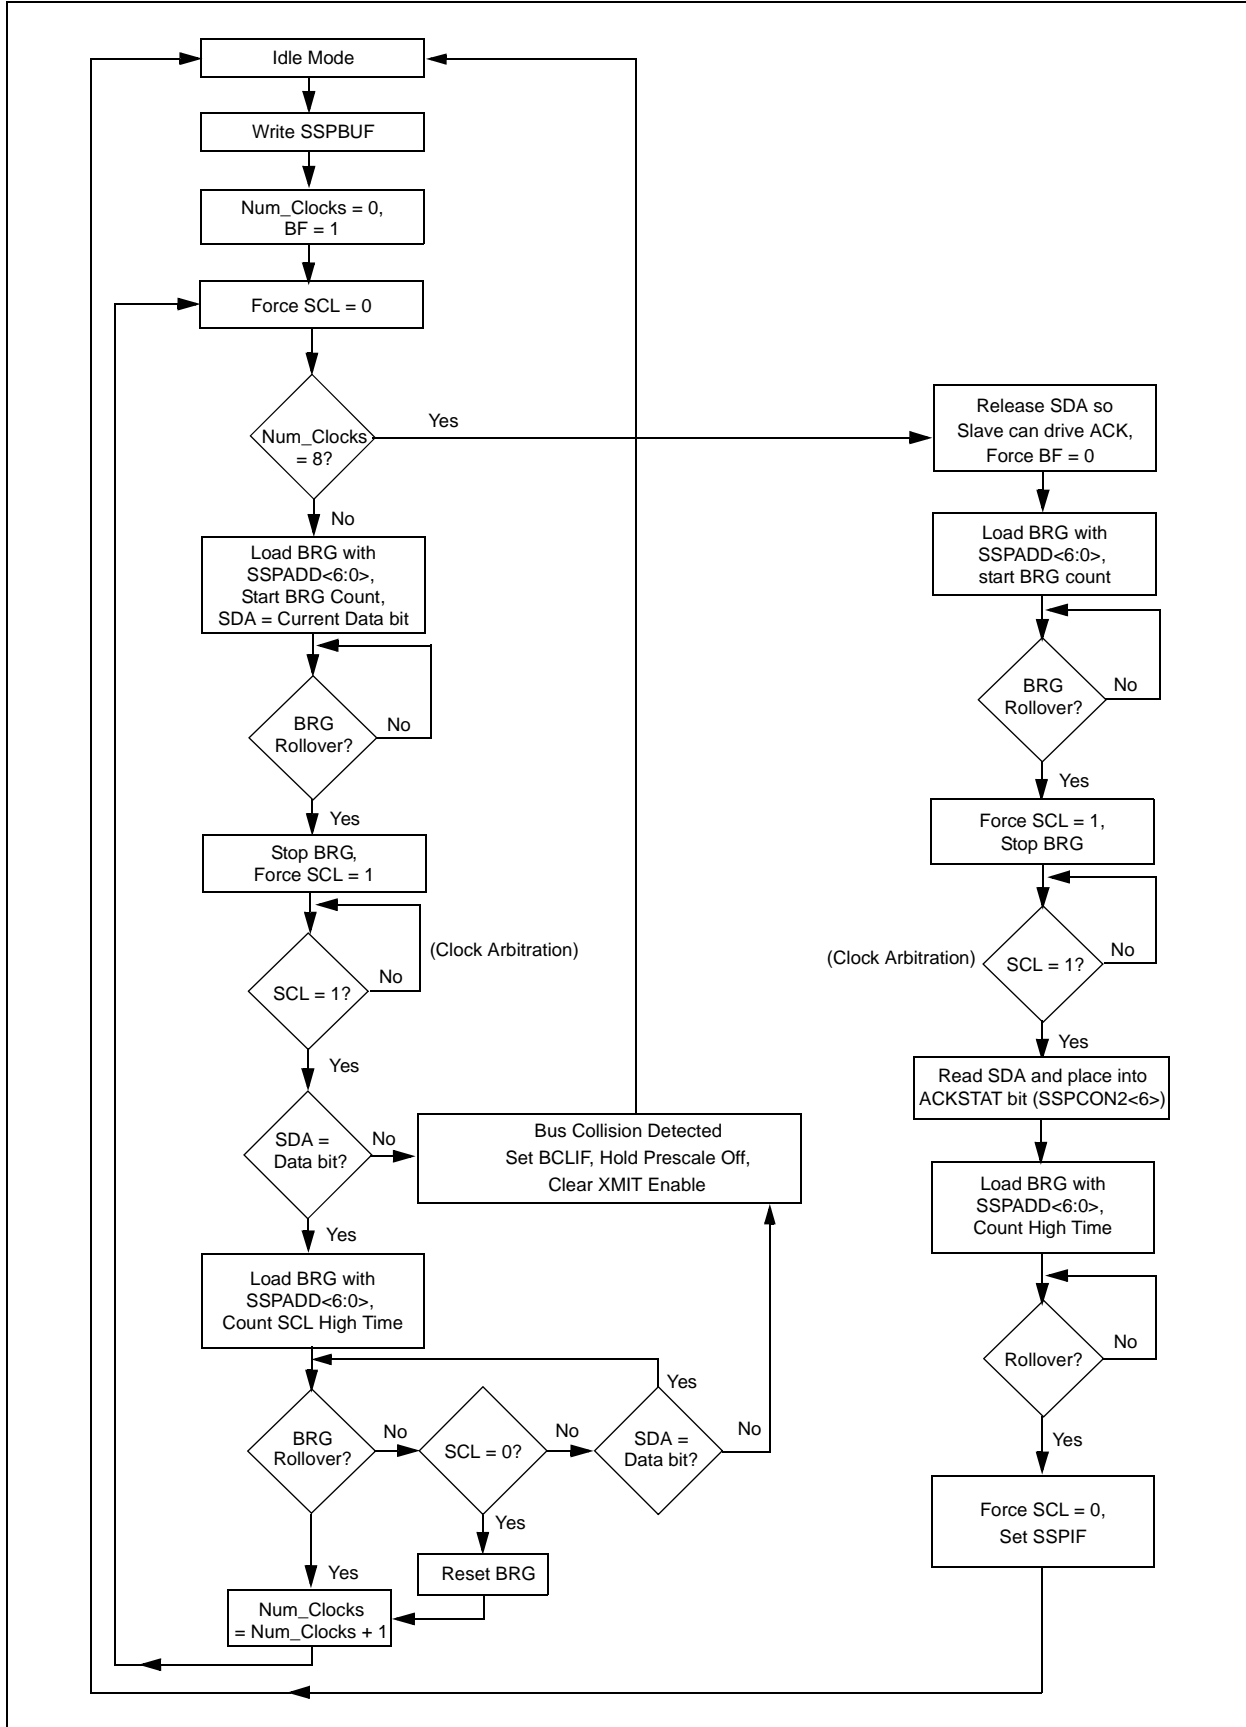 Idle Mode
Write SSPBUF
Num_Clocks = 0,
BF = 1
Force SCL = 0
Num_Clocks
= 8?
Yes
No
Load BRG with
SSPADD<6:0>,
Start BRG Count,
SDA = Current Data bit
BRG
Rollover?
No
Yes
Stop BRG,
Force SCL = 1
(Clock Arbitration)
SCL = 1?
No
Yes
SDA =
Data bit?
No
Bus Collision Detected
Set BCLIF, Hold Prescale Off,
Clear XMIT Enable
Yes
Load BRG with
SSPADD<6:0>,
Count SCL High Time
BRG
Rollover?
No
SCL = 0?
No
SDA =
Data bit?
Yes
No
Yes
Reset BRG
Yes
Num_Clocks
= Num_Clocks + 1
Release SDA so
Slave can drive ACK,
Force BF = 0
Load BRG with
SSPADD<6:0>,
start BRG count
BRG
Rollover?
No
Yes
Force SCL = 1,
Stop BRG
(Clock Arbitration)
SCL = 1?
No
Yes
Read SDA and place into
ACKSTAT bit (SSPCON2<6>)
Load BRG with
SSPADD<6:0>,
Count High Time
Rollover?
No
Yes
Force SCL = 0,
Set SSPIF